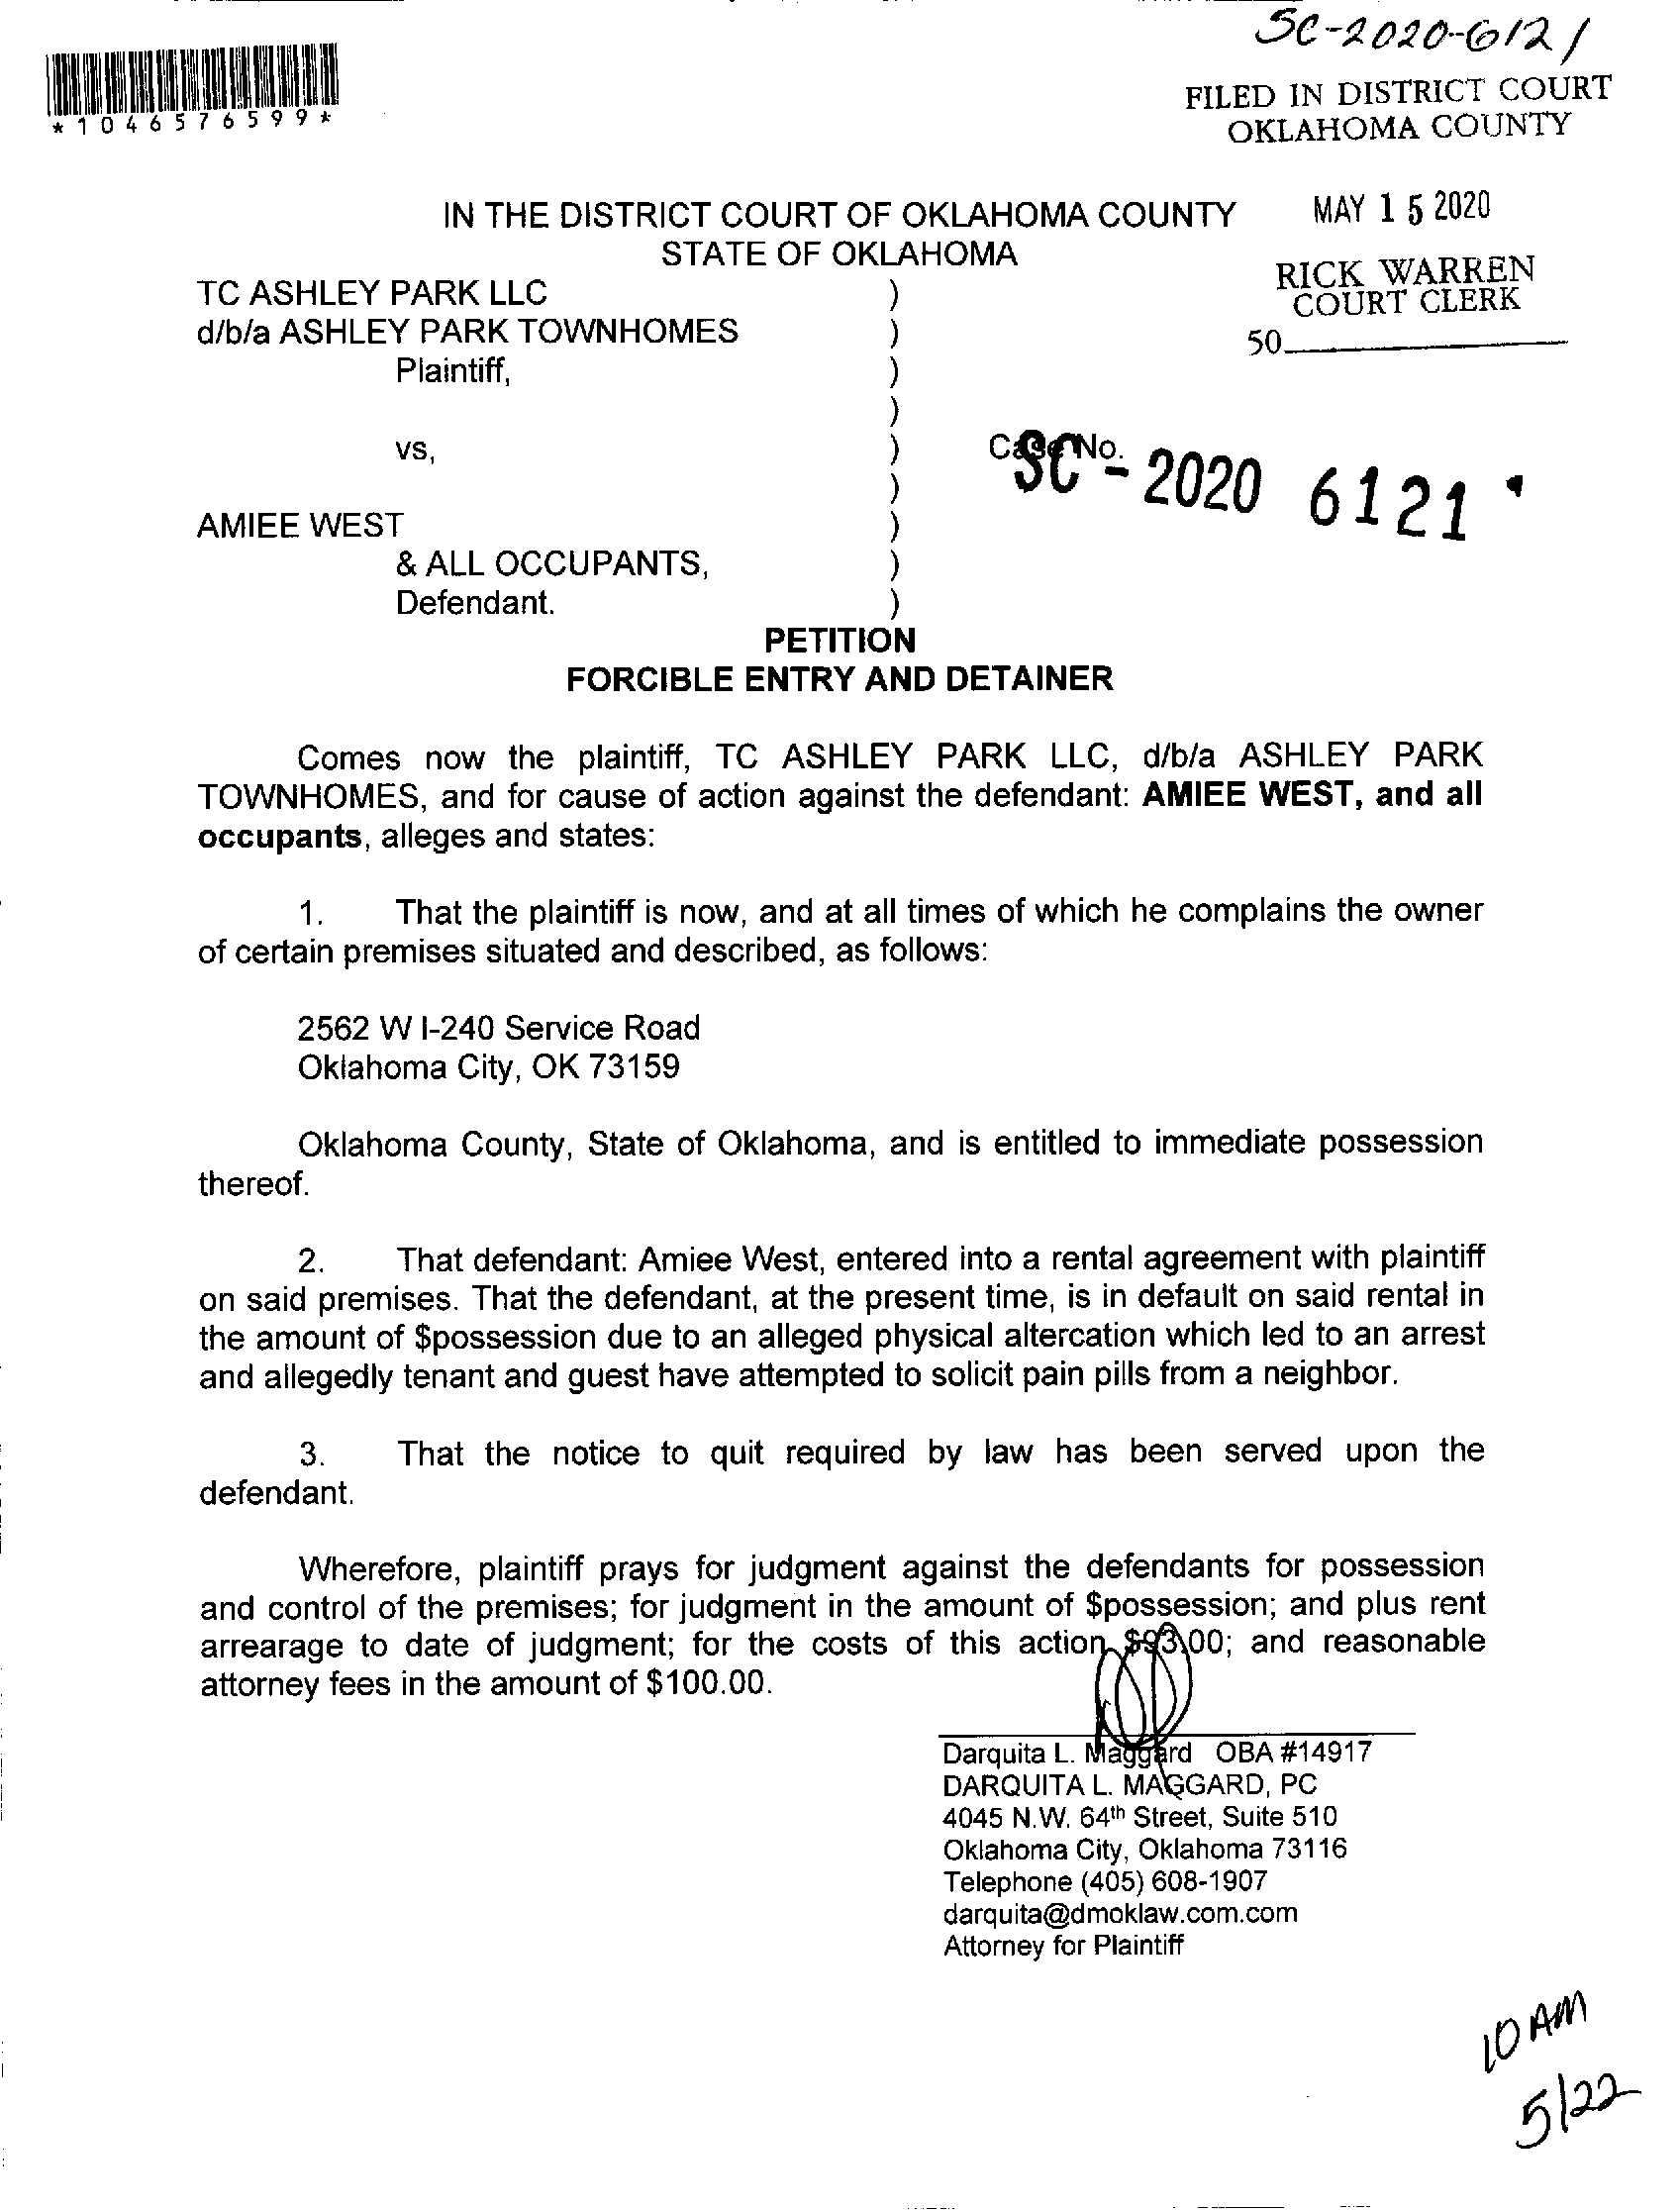 SC-2020-6121
*1046576599*
FILED IN DISTRICT COURT
OKLAHOMA COUNTY
MAY 15 2020
RICK WARREN
COURT CLERK
50
IN THE DISTRICT COURT OF OKLAHOMA COUNTY
STATE OF OKLAHOMA
TC ASHLEY PARK LLC )
d/b/a ASHLEY PARK TOWNHOMES )
Plaintiff, )
)
vs, ) Case No.
SC-2020 6121
)
AMIEE WEST )
& ALL OCCUPANTS, )
Defendant. )
PETITION
FORCIBLE ENTRY AND DETAINER
Comes now the plaintiff, TC ASHLEY PARK LLC, d/b/a ASHLEY PARK
TOWNHOMES, and for cause of action against the defendant: AMIEE WEST, and all
occupants, alleges and states:
1. That the plaintiff is now, and at all times of which he complains the owner
of certain premises situated and described, as follows:
2562 W I-240 Service Road
Oklahoma City, OK 73159
Oklahoma County, State of Oklahoma, and is entitled to immediate possession
thereof.
2. That defendant: Amiee West, entered into a rental agreement with plaintiff
on said premises. That the defendant, at the present time, is in default on said rental in
the amount of $possession due to an alleged physical altercation which led to an arrest
and allegedly tenant and guest have attempted to solicit pain pills from a neighbor.
3. That the notice to quit required by law has been served upon the
defendant.
Wherefore, plaintiff prays for judgment against the defendants for possession
and control of the premises; for judgment in the amount of $possession; and plus rent
arrearage to date of judgment; for the costs of this action, $93.00; and reasonable
attorney fees in the amount of $100.00.
Darquita L. Maggard OBA #14917
DARQUITA L. MAGGARD, PC
4045 N.W. 64th Street, Suite 510
Oklahoma City, Oklahoma 73116
Telephone (405) 608-1907
darquita@dmoklaw.com.com
Attorney for Plaintiff
10 AM
5/22